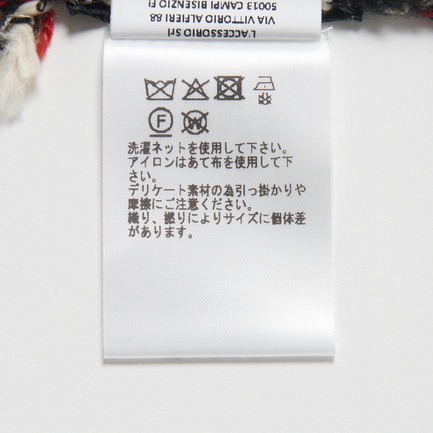 L'ACCESSORIO Srl
VIA VITTORIO ALFIERI 88
50013 CAMPI BISENZIO FI
F W
洗濯ネットを使用して下さい。
アイロンはあて布を使用して下
さい。
デリケート素材の為引っ掛かりや
摩擦にご注意ください。
織り、撚りによりサイズに個体差
があります。